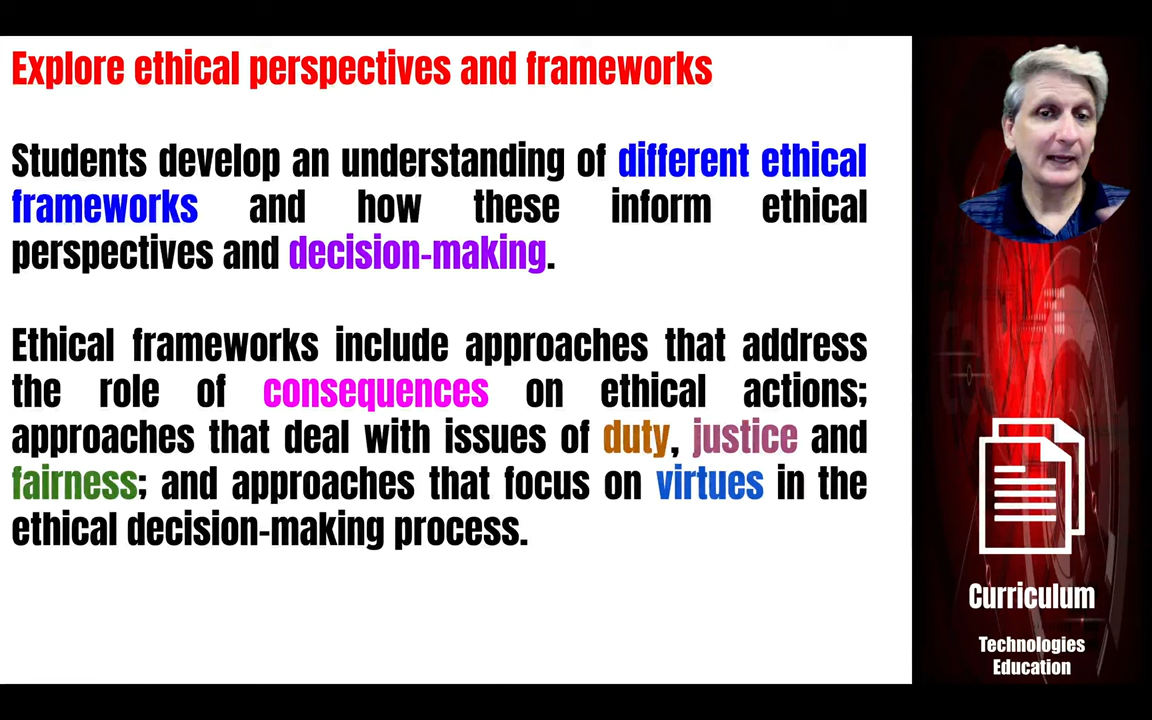 Explore ethical perspectives and frameworks
Students develop an understanding of different ethical
frameworks and how these inform ethical
perspectives and decision-making.
Ethical frameworks include approaches that address
the role of consequences on ethical actions;
approaches that deal with issues of duty, justice and
fairness; and approaches that focus on virtues in the
ethical decision-making process.
Curriculum
Technologies
Education